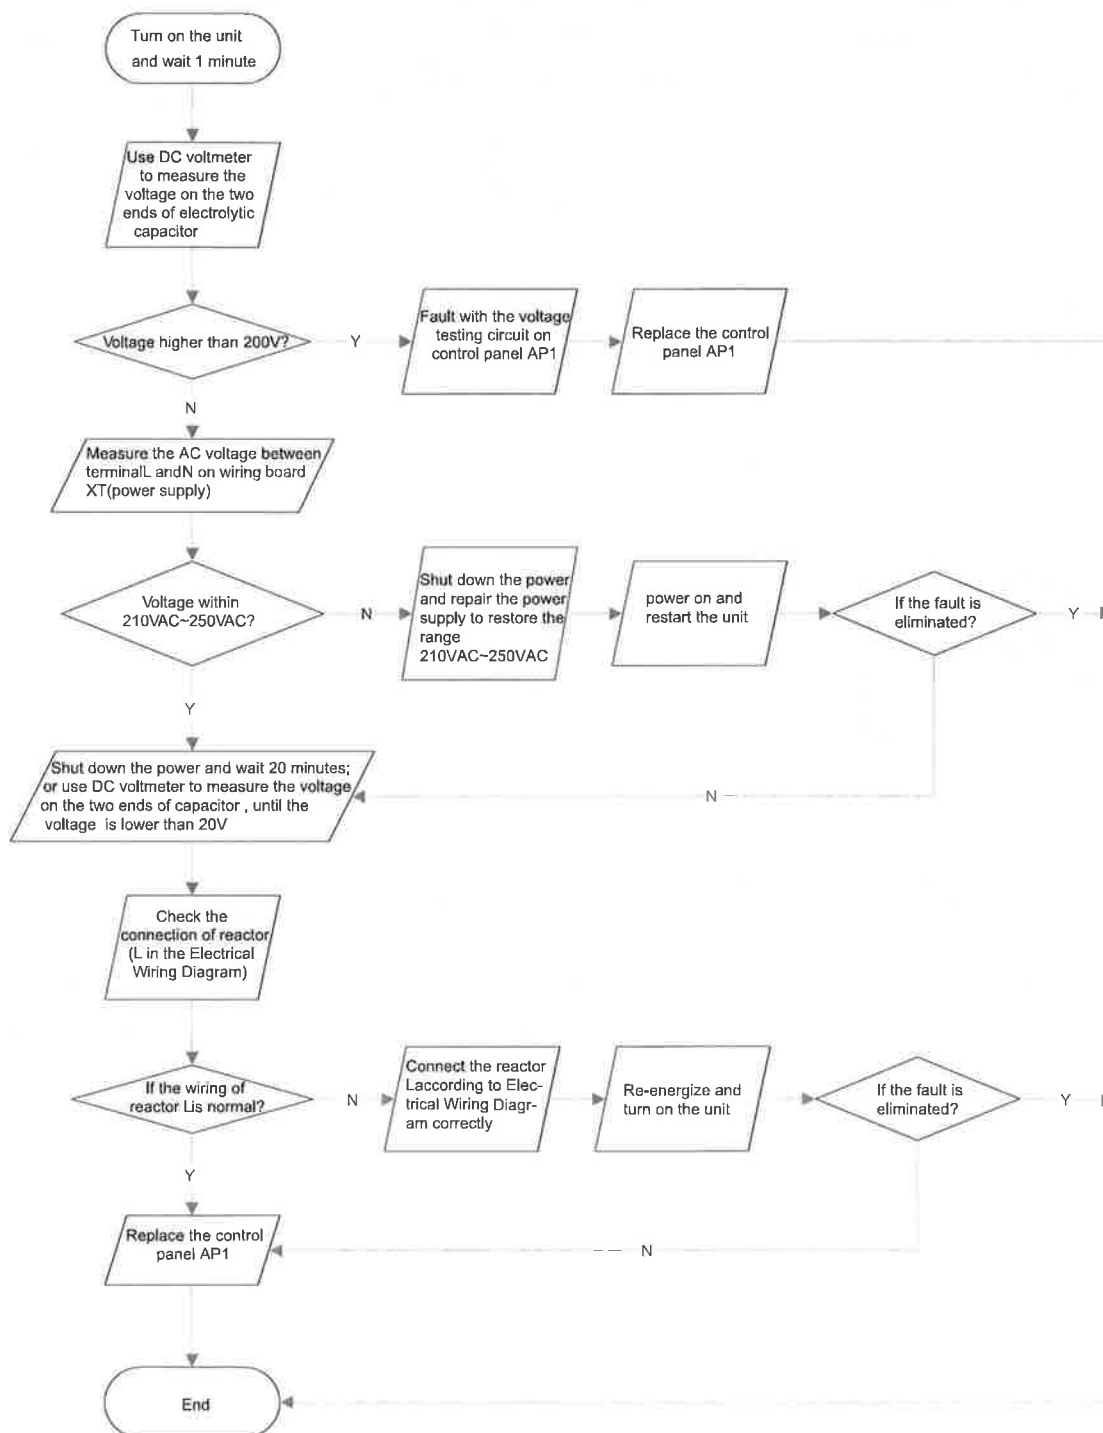 Turn on the unit
and wait 1 minute
Use DC voltmeter
to measure the
voltage on the two
ends of electrolytic
capacitor
Voltage higher than 200V?
Y
Fault with the voltage
testing circuit on
control panel AP1
Replace the control
panel AP1
N
Measure the AC voltage between
terminalL andN on wiring board
XT(power supply)
Voltage within
210VAC~250VAC?
N
Shut down the power
and repair the power
supply to restore the
range
210VAC~250VAC
power on and
restart the unit
If the fault is
eliminated?
Y
Y
Shut down the power and wait 20 minutes;
or use DC voltmeter to measure the voltage
on the two ends of capacitor , until the
voltage is lower than 20V
N
Check the
connection of reactor
(L in the Electrical
Wiring Diagram)
If the wiring of
reactor Lis normal?
N
Connect the reactor
Laccording to Elec-
trical Wiring Diagr-
am correctly
Re-energize and
turn on the unit
If the fault is
eliminated?
Y
Y
Replace the control
panel AP1
N
End